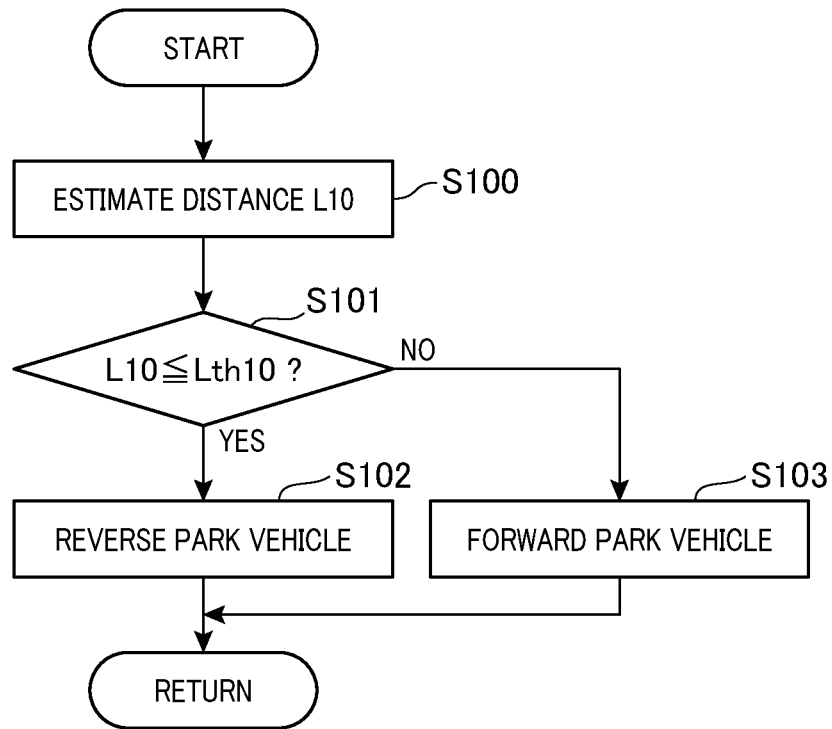 START
ESTIMATE DISTANCE L10
S100
S101
L10≦Lth10 ?
NO
YES
S102
S103
REVERSE PARK VEHICLE
FORWARD PARK VEHICLE
RETURN